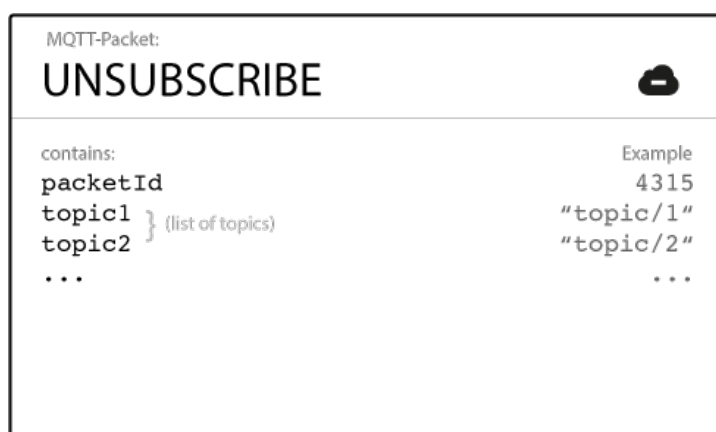 MQTT-Packet:
UNSUBSCRIBE
contains: Example
packetId 4315
topic1 } (list of topics) “topic/1“
topic2 “topic/2“
... ...